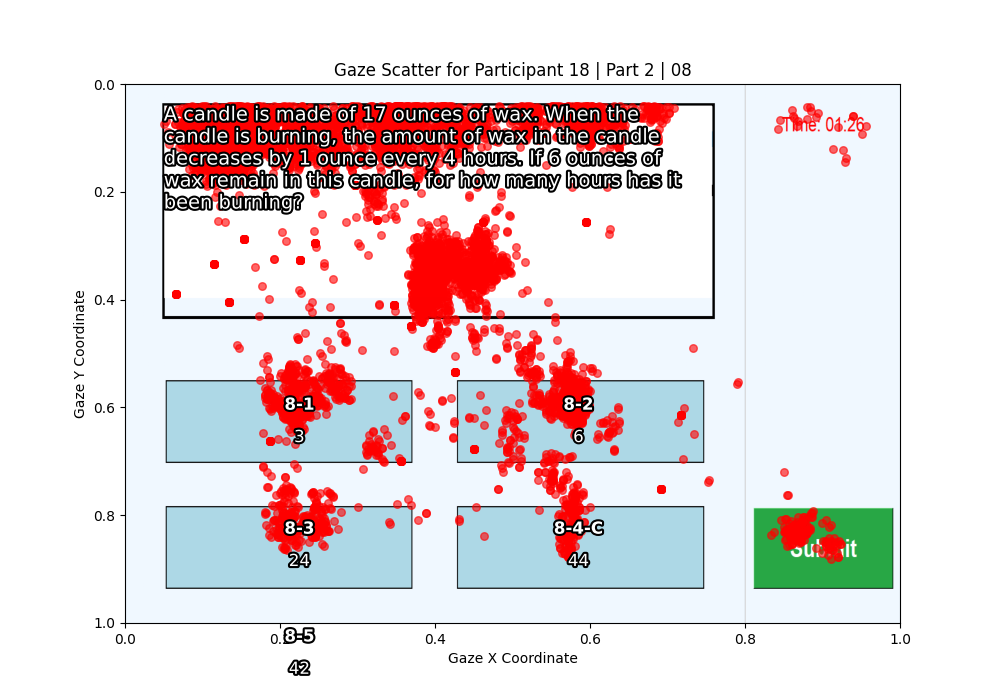 Gaze Scatter for Participant 18 | Part 2 | 08
A candle is made of 17 ounces of wax. When the
candle is burning, the amount of wax in the candle
decreases by 1 ounce every 4 hours. If 6 ounces of
wax remain in this candle, for how many hours has it
been burning?
Time: 01:26
8-1
3
8-2
6
8-3
24
8-4-C
44
Submit
8-5
42
0.0
0.2
0.4
0.6
0.8
1.0
Gaze Y Coordinate
0.0
0.2
0.4
0.6
0.8
1.0
Gaze X Coordinate